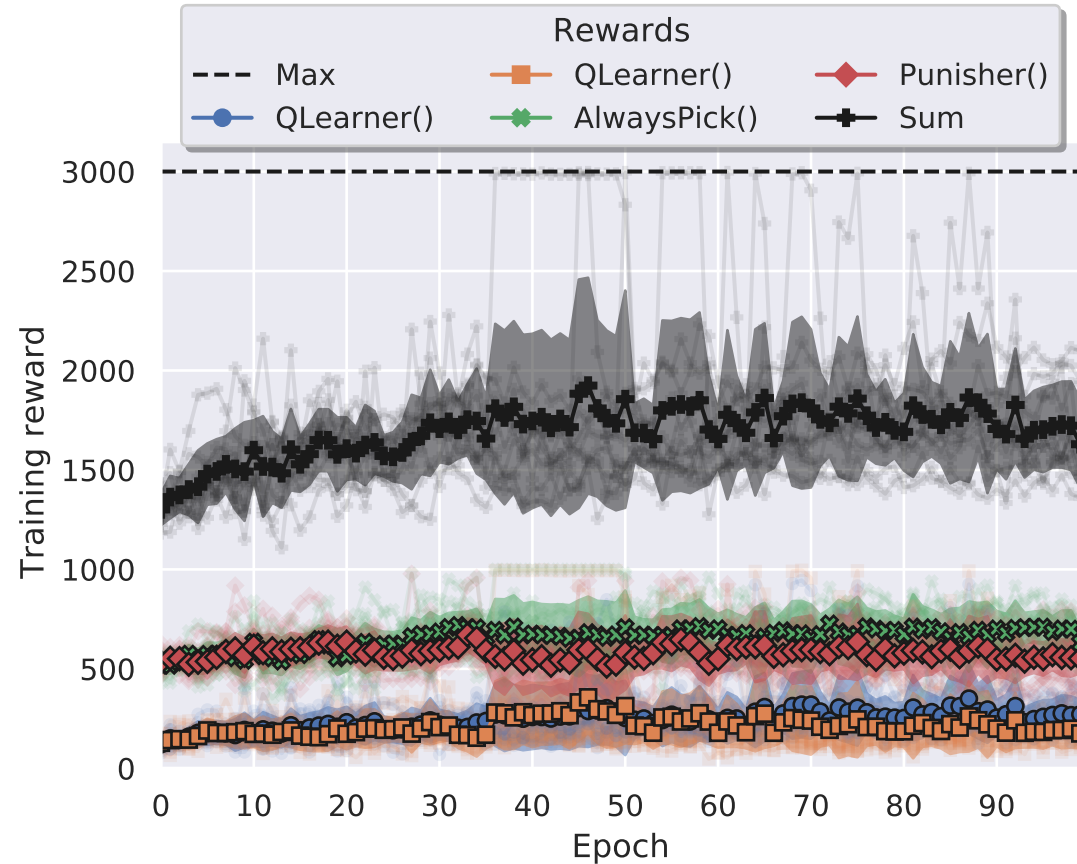 Rewards
Max QLearner() Punisher()
QLearner() AlwaysPick() Sum
3000
2500
2000
1500
1000
500
0
Training reward
0 10 20 30 40 50 60 70 80 90
Epoch